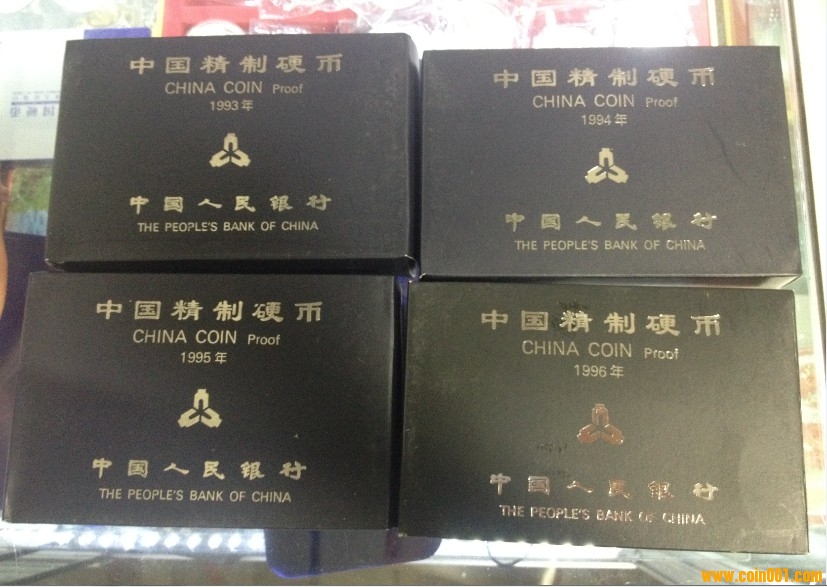 中国精制硬币
CHINA COIN Proof
1993年
中国人民银行
THE PEOPLE'S BANK OF CHINA
中国精制硬币
CHINA COIN Proof
1994年
中国人民银行
THE PEOPLE'S BANK OF CHINA
中国精制硬币
CHINA COIN Proof
1995年
中国人民银行
THE PEOPLE'S BANK OF CHINA
中国精制硬币
CHINA COIN Proof
1996年
中国人民银行
THE PEOPLE'S BANK OF CHINA
www.coin001.com